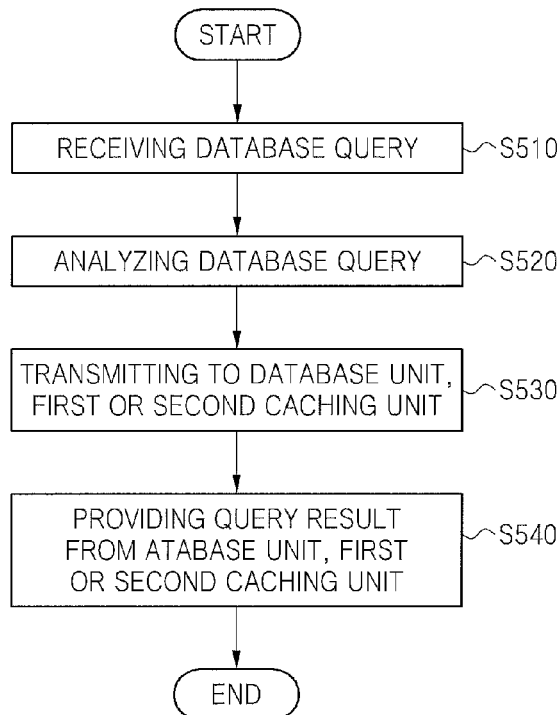 START
RECEIVING DATABASE QUERY
S510
ANALYZING DATABASE QUERY
S520
TRANSMITTING TO DATABASE UNIT,
FIRST OR SECOND CACHING UNIT
S530
PROVIDING QUERY RESULT
FROM ATABASE UNIT, FIRST
OR SECOND CACHING UNIT
S540
END